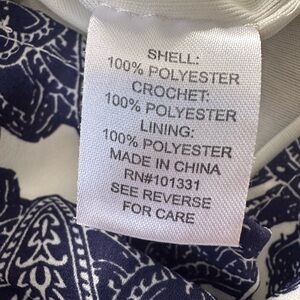 SHELL:
100% POLYESTER
CROCHET:
100% POLYESTER
LINING:
100% POLYESTER
MADE IN CHINA
RN#101331
SEE REVERSE
FOR CARE